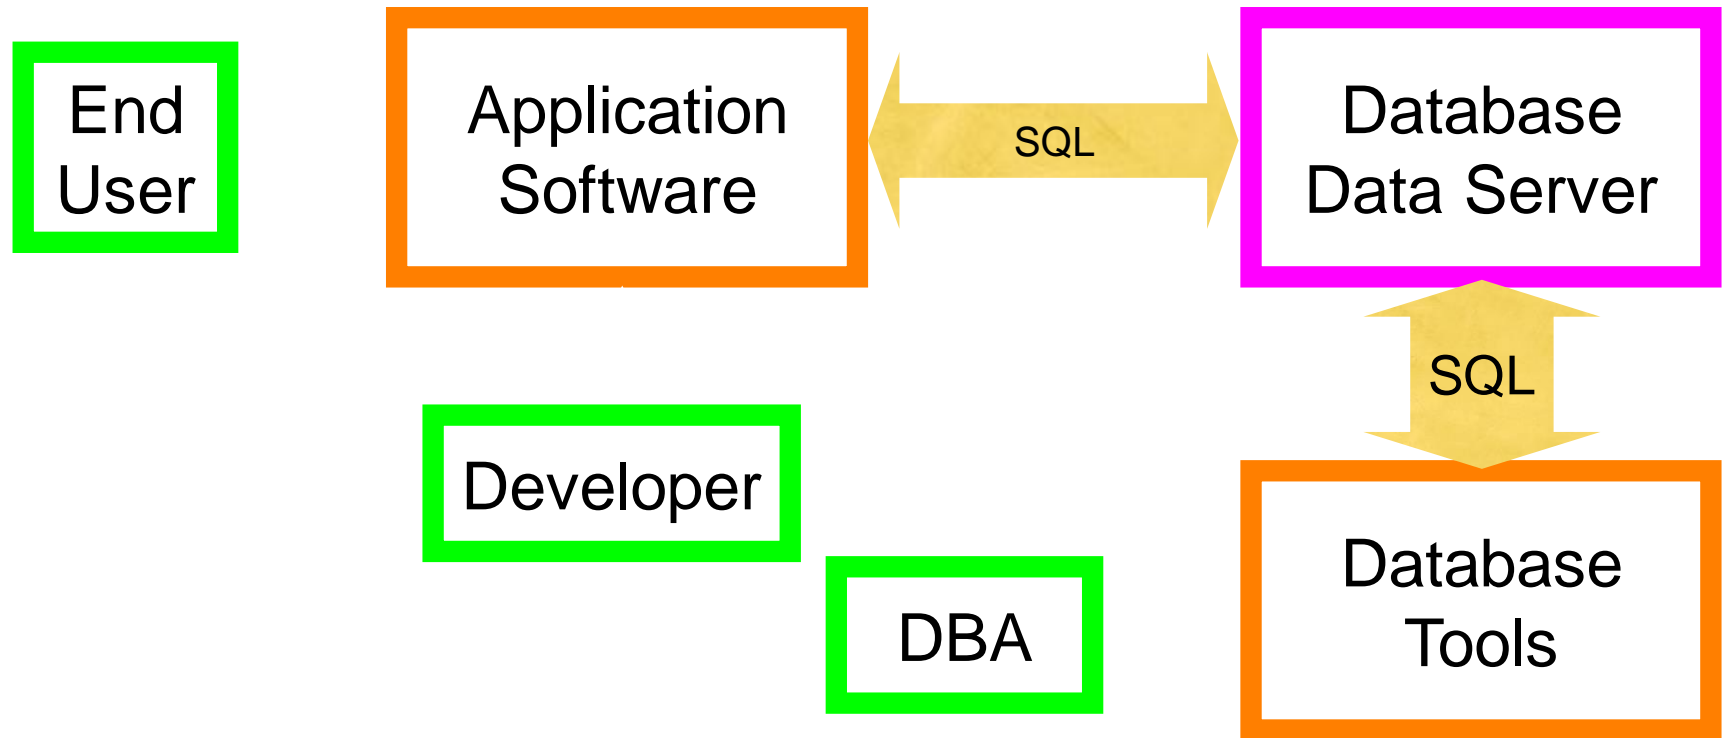 End
User
Application
Software
SQL
Database
Data Server
SQL
Developer
DBA
Database
Tools